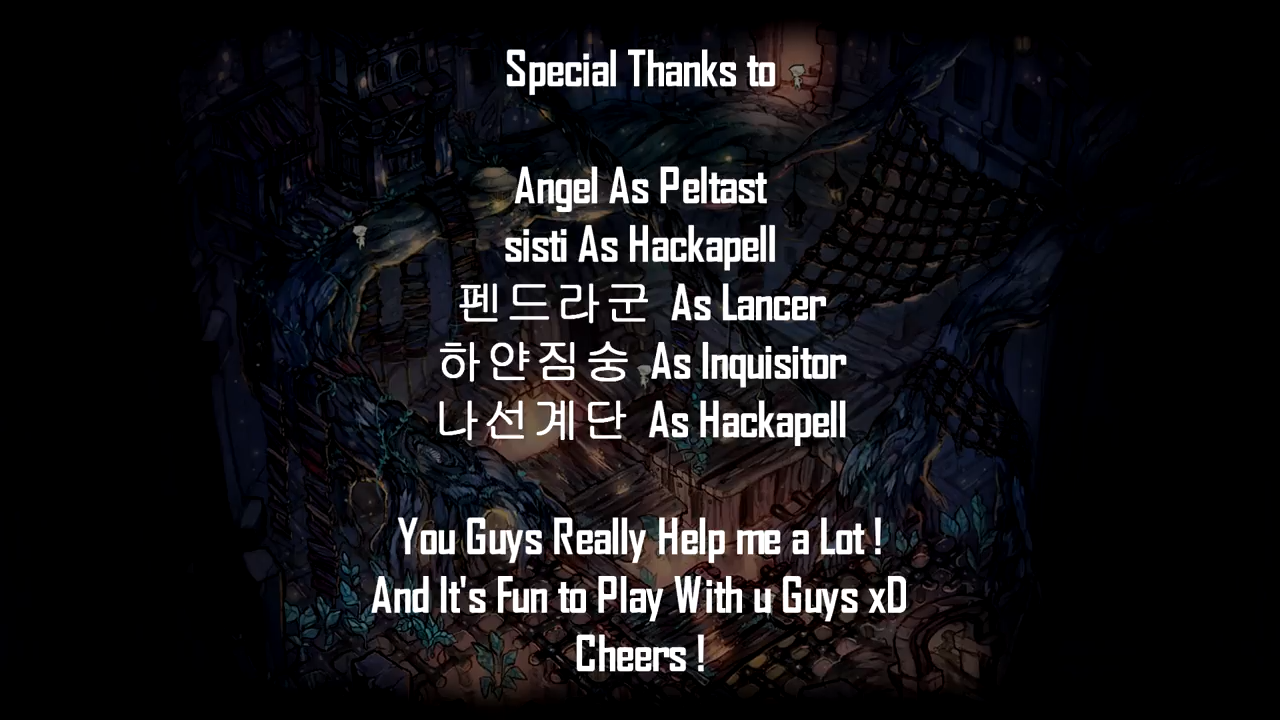 Special Thanks to
Angel As Peltast
sisti As Hackapell
펜드라군 As Lancer
하얀짐승 As Inquisitor
나선계단 As Hackapell
You Guys Really Help me a Lot !
And It's Fun to Play With u Guys xD
Cheers !